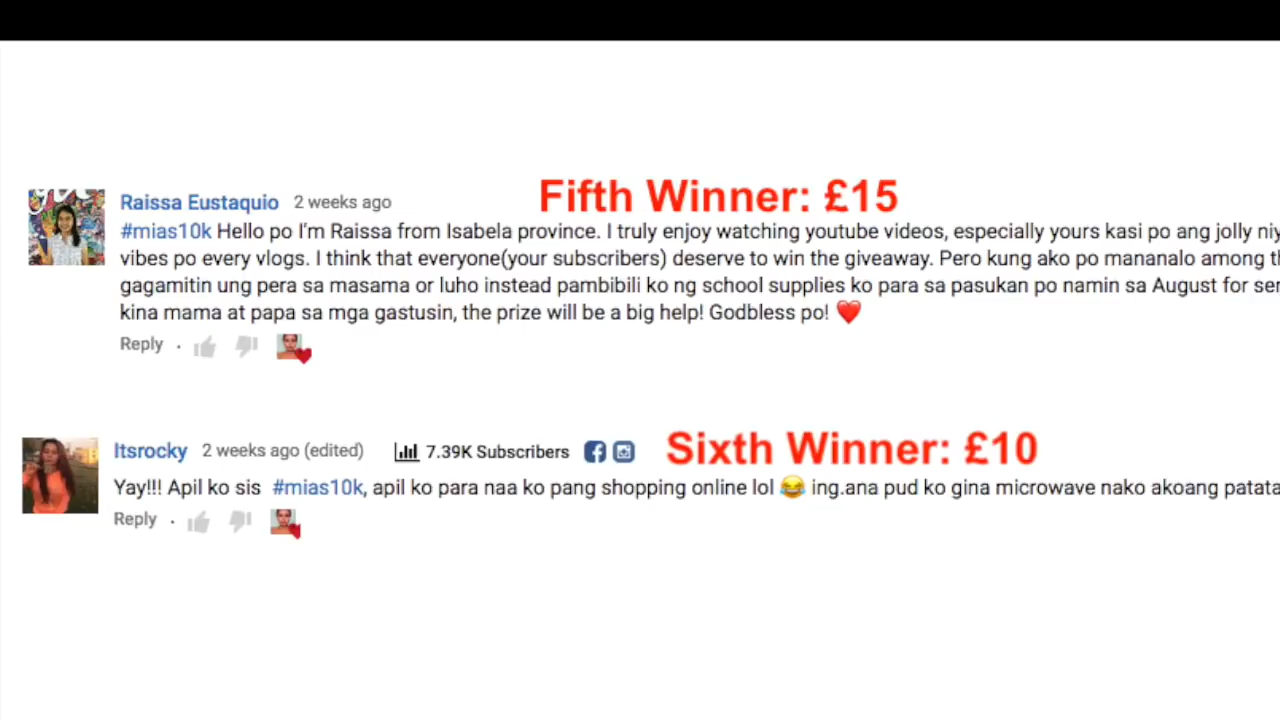 Fifth Winner: £15
Raissa Eustaquio 2 weeks ago
#mias10k Hello po I'm Raissa from Isabela province. I truly enjoy watching youtube videos, especially yours kasi po ang jolly
vibes po every vlogs. I think that everyone(your subscribers) deserve to win the giveaway. Pero kung ako po mananalo among
gagamitin ung pera sa masama or luho instead pambibili ko ng school supplies ko para sa pasukan po namin sa August for
kina mama at papa sa mga gastusin, the prize will be a big help! Godbless po! ❤️
Reply
Itsrocky 2 weeks ago (edited) 7.39K Subscribers Sixth Winner: £10
Yay!!! Apil ko sis #mias10k, apil ko para naa ko pang shopping online lol 😂 ing.ana pud ko gina microwave nako akoang
Reply